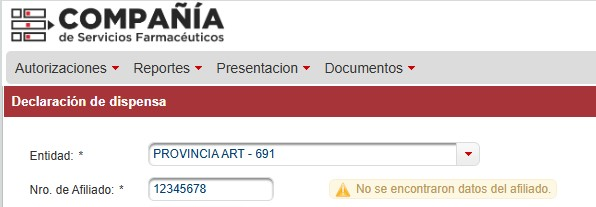 COMPAÑÍA
de Servicios Farmacéuticos
Autorizaciones Reportes Presentacion Documentos
Declaración de dispensa
Entidad: * PROVINCIA ART - 691
Nro. de Afiliado: * 12345678 No se encontraron datos del afiliado.